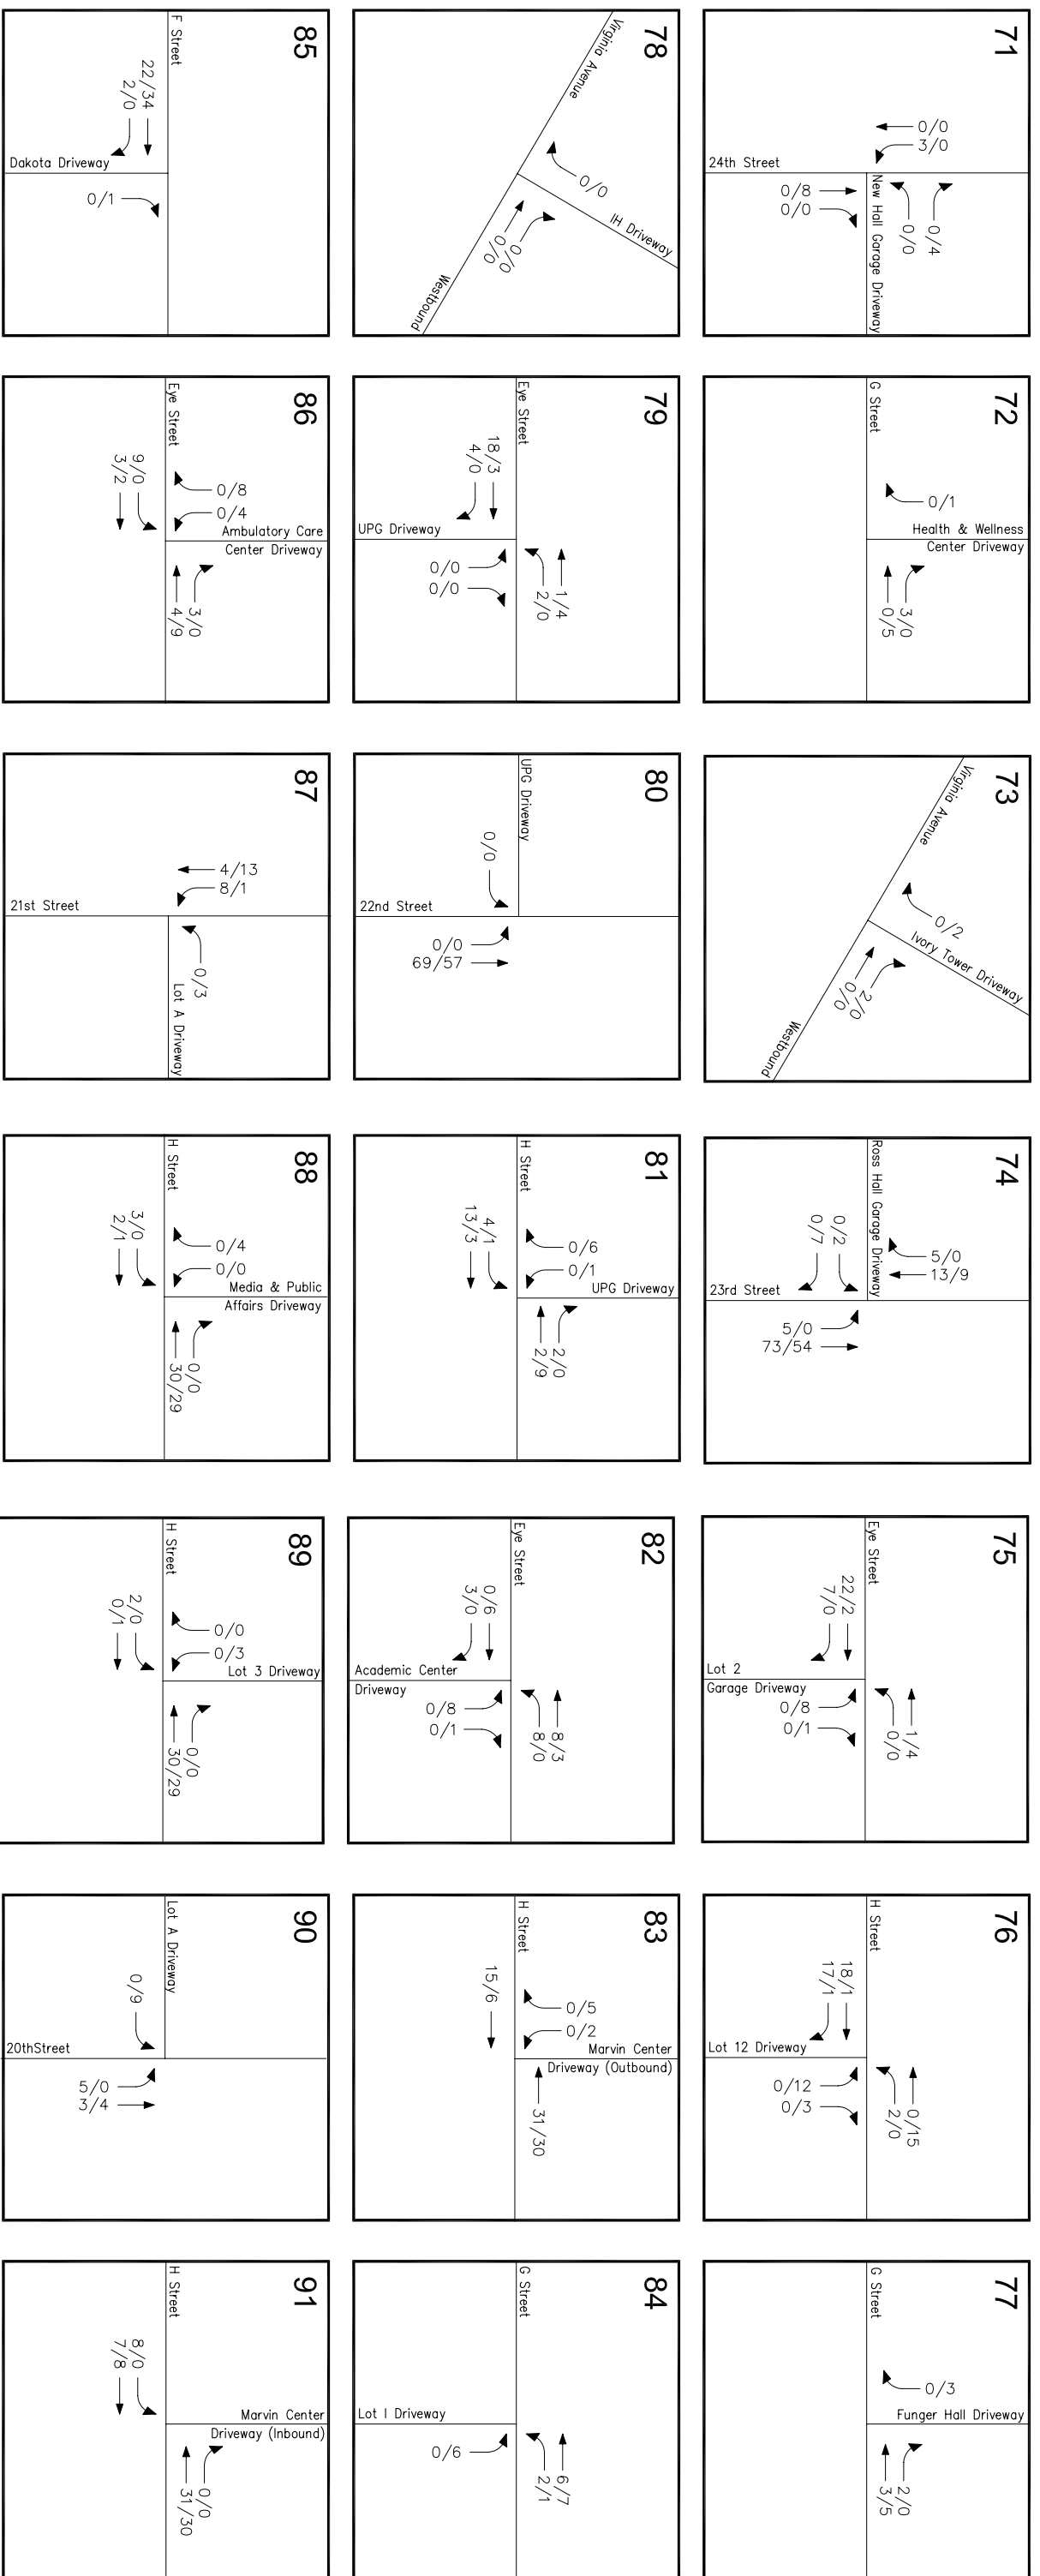 71
0/0
3/0
24th Street
0/8
0/0
New Hall Garage Driveway
0/0
0/4
72
G Street
0/1
Health & Wellness
Center Driveway
3/0
0/5
73
Virginia Avenue
0/2
Ivory Tower Driveway
2/0
0/0
Westbound
74
Ross Hall Garage Driveway
5/0
13/9
0/2
0/7
23rd Street
5/0
73/54
75
Eye Street
22/2
7/0
Lot 2
Garage Driveway
0/8
0/1
1/4
0/0
76
H Street
18/1
17/1
Lot 12 Driveway
0/12
0/3
0/15
2/0
77
G Street
0/3
Funger Hall Driveway
2/0
3/5
78
Virginia Avenue
0/0
IH Driveway
0/0
0/0
Westbound
79
Eye Street
18/3
4/0
UPG Driveway
0/0
0/0
1/4
2/0
80
UPG Driveway
0/0
22nd Street
0/0
69/57
81
H Street
4/1
13/3
0/6
0/1
UPG Driveway
2/0
2/9
82
Eye Street
0/6
3/0
Academic Center
Driveway
0/8
0/1
8/3
8/0
83
H Street
15/6
0/5
0/2
Marvin Center
Driveway (Outbound)
31/30
84
G Street
Lot I Driveway
0/6
6/7
2/1
85
F Street
22/34
2/0
Dakota Driveway
0/1
86
Eye Street
9/0
3/2
0/8
0/4
Ambulatory Care
Center Driveway
3/0
4/9
87
4/13
8/1
21st Street
0/3
Lot A Driveway
88
H Street
3/0
2/1
0/4
0/0
Media & Public
Affairs Driveway
0/0
30/29
89
H Street
2/0
0/1
0/0
0/3
Lot 3 Driveway
0/0
30/29
90
Lot A Driveway
0/9
20thStreet
5/0
3/4
91
H Street
8/0
7/8
Marvin Center
Driveway (Inbound)
0/0
31/30